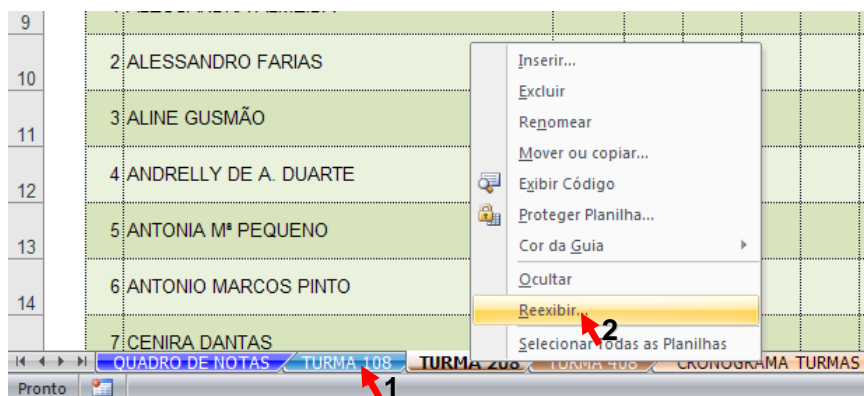 9
10 2 ALESSANDRO FARIAS
11 3 ALINE GUSMÃO
12 4 ANDRELLY DE A. DUARTE
13 5 ANTONIA Mª PEQUENO
14 6 ANTONIO MARCOS PINTO
7 CENIRA DANTAS
Inserir...
Excluir
Renomear
Mover ou copiar...
Exibir Código
Proteger Planilha...
Cor da Guia
Ocultar
Reexibir...
2
Selecionar Todas as Planilhas
QUADRO DE NOTAS TURMA 108 TURMA 208 TURMA 408 CRONOGRAMA TURMAS
1
Pronto